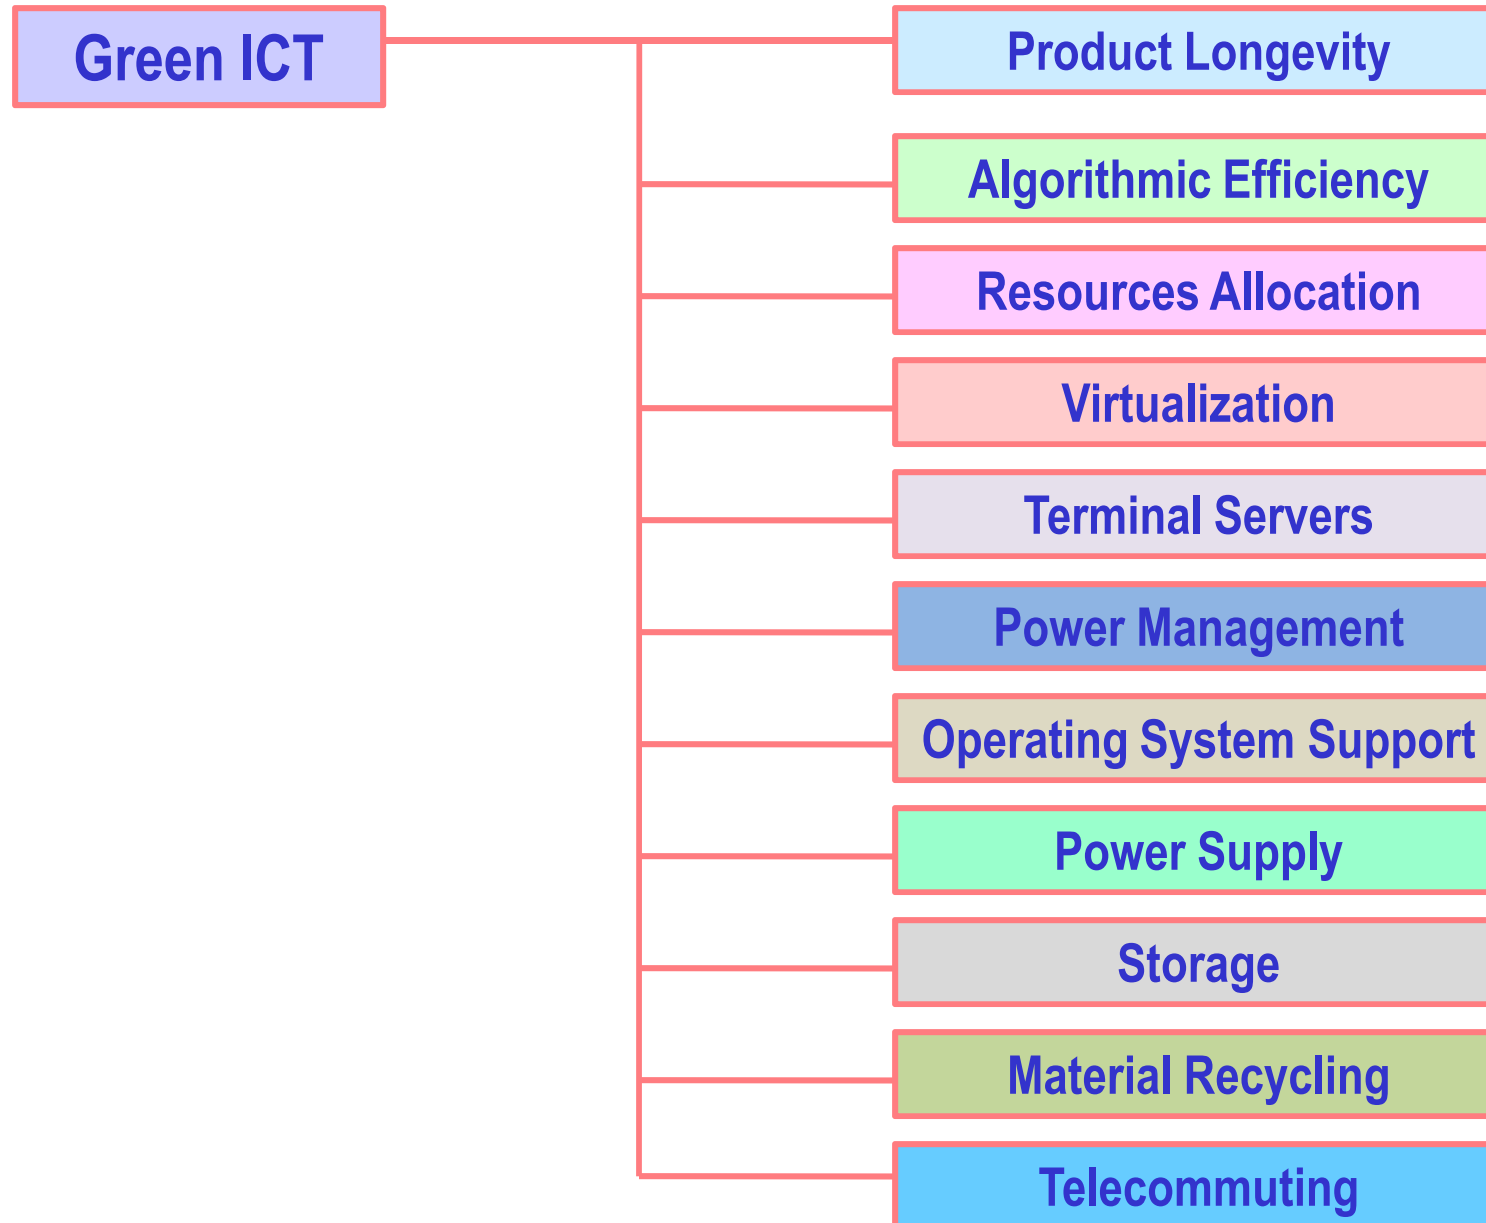 Green ICT
Product Longevity
Algorithmic Efficiency
Resources Allocation
Virtualization
Terminal Servers
Power Management
Operating System Support
Power Supply
Storage
Material Recycling
Telecommuting